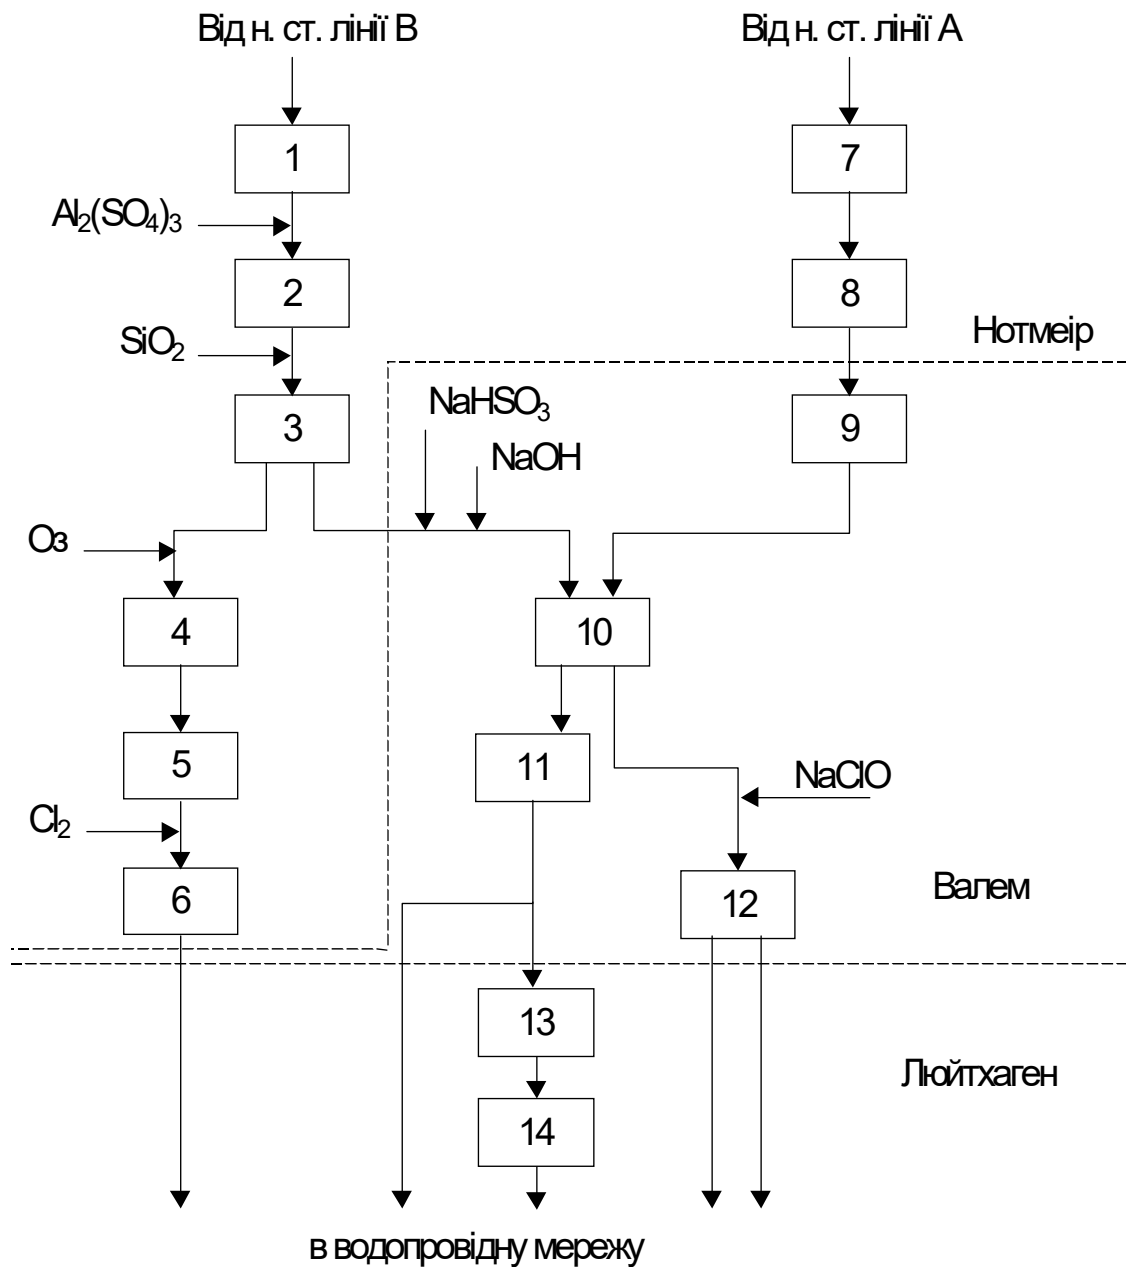 Від н. ст. лінії В
Від н. ст. лінії А
1
7
Al₂(SO₄)₃
2
8
Нотмеір
SiO₂
NaHSO₃
3
9
NaOH
Оз
4
10
5
11
NaClO
Cl₂
6
12
Валем
13
Люйтхаген
14
в водопровідну мережу